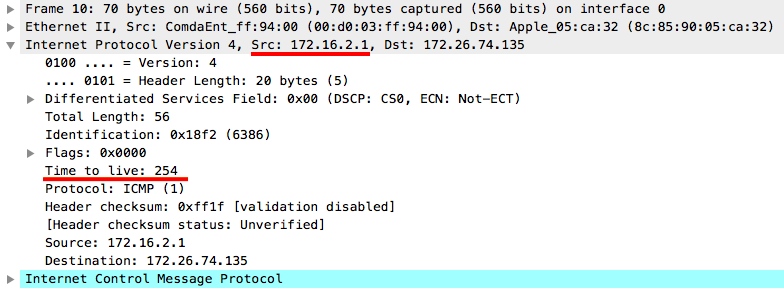 Frame 10: 70 bytes on wire (560 bits), 70 bytes captured (560 bits) on interface 0
Ethernet II, Src: ComdaEnt_ff:94:00 (00:d0:03:ff:94:00), Dst: Apple_05:ca:32 (8c:85:90:05:ca:32)
Internet Protocol Version 4, Src: 172.16.2.1, Dst: 172.26.74.135
0100 .... = Version: 4
.... 0101 = Header Length: 20 bytes (5)
Differentiated Services Field: 0x00 (DSCP: CS0, ECN: Not-ECT)
Total Length: 56
Identification: 0x18f2 (6386)
Flags: 0x0000
Time to live: 254
Protocol: ICMP (1)
Header checksum: 0xff1f [validation disabled]
[Header checksum status: Unverified]
Source: 172.16.2.1
Destination: 172.26.74.135
Internet Control Message Protocol